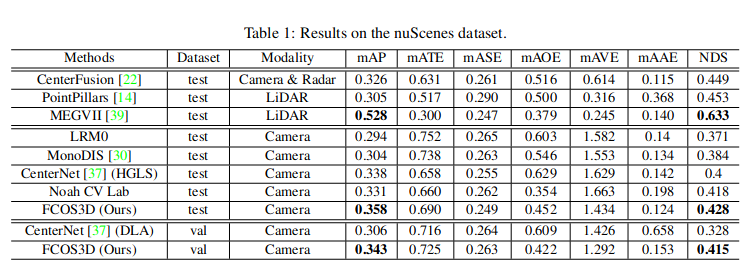 Table 1: Results on the nuScenes dataset.
Methods Dataset Modality mAP mATE mASE mAOE mAVE mAAE NDS
CenterFusion [22] test Camera & Radar 0.326 0.631 0.261 0.516 0.614 0.115 0.449
PointPillars [14] test LiDAR 0.305 0.517 0.290 0.500 0.316 0.368 0.453
MEGVII [39] test LiDAR 0.528 0.300 0.247 0.379 0.245 0.140 0.633
LRM0 test Camera 0.294 0.752 0.265 0.603 1.582 0.14 0.371
MonoDIS [30] test Camera 0.304 0.738 0.263 0.546 1.553 0.134 0.384
CenterNet [37] (HGLS) test Camera 0.338 0.658 0.255 0.629 1.629 0.142 0.4
Noah CV Lab test Camera 0.331 0.660 0.262 0.354 1.663 0.198 0.418
FCOS3D (Ours) test Camera 0.358 0.690 0.249 0.452 1.434 0.124 0.428
CenterNet [37] (DLA) val Camera 0.306 0.716 0.264 0.609 1.426 0.658 0.328
FCOS3D (Ours) val Camera 0.343 0.725 0.263 0.422 1.292 0.153 0.415